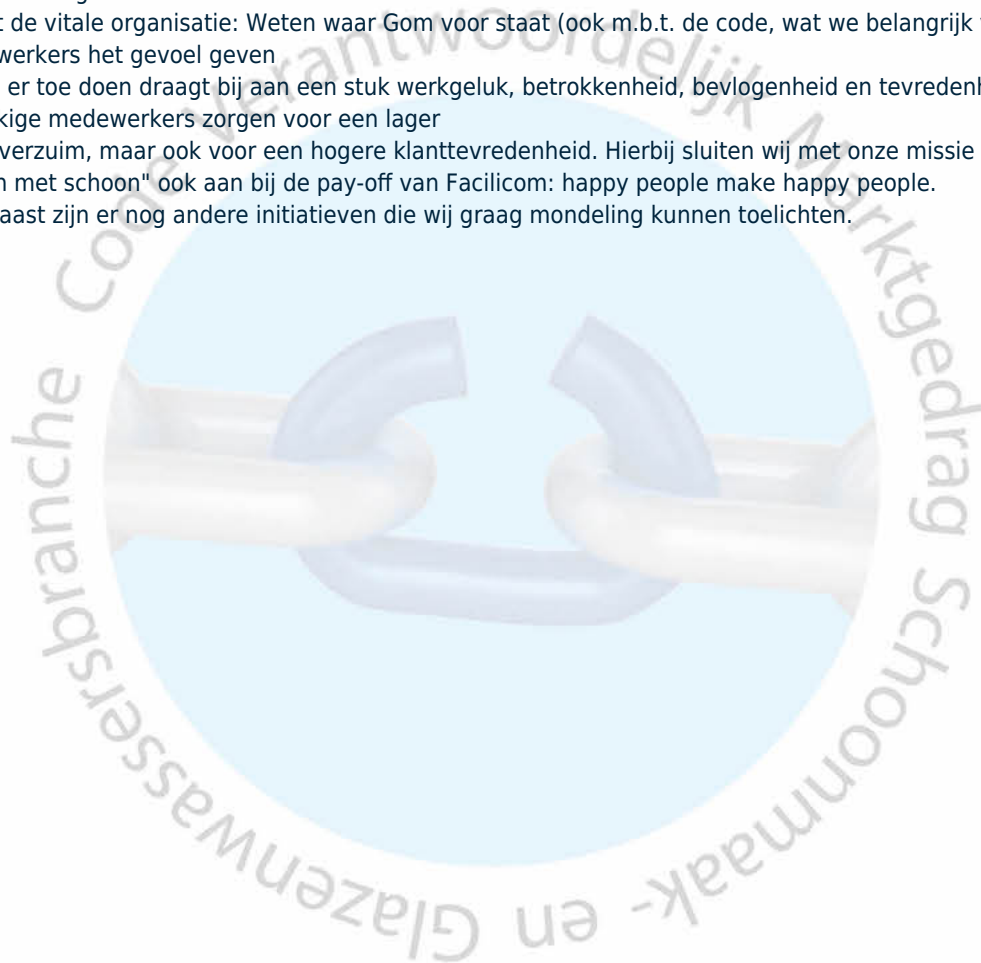 t de vitale organisatie: Weten waar Gom voor staat (ook m.b.t. de code, wat we belangrijk
werkers het gevoel geven
er toe doen draagt bij aan een stuk werkgeluk, betrokkenheid, bevlogenheid en tevreden
kige medewerkers zorgen voor een lager
verzuim, maar ook voor een hogere klanttevredenheid. Hierbij sluiten wij met onze missie
n met schoon" ook aan bij de pay-off van Facilicom: happy people make happy people.
aast zijn er nog andere initiatieven die wij graag mondeling kunnen toelichten.
Code Verantwoordelijk Marktgedrag Schoonmaak- en Glazenwassersbranche